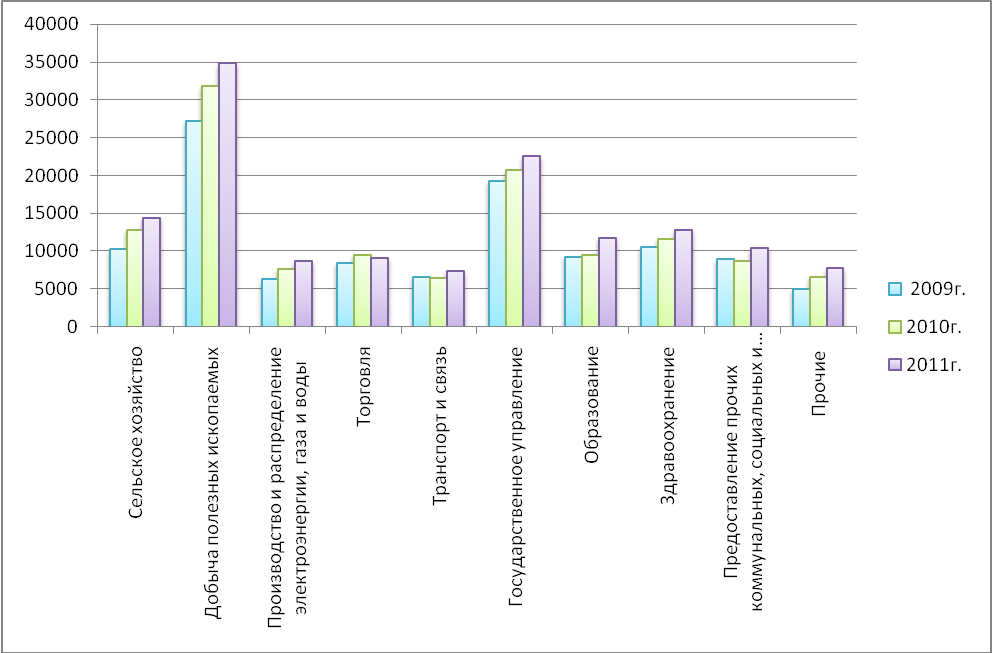 40000
35000
30000
25000
20000
15000
10000
5000
0
Сельское хозяйство
Добыча полезных ископаемых
Производство и распределение
электроэнергии, газа и воды
Торговля
Транспорт и связь
Государственное управление
Образование
Здравоохранение
Предоставление прочих
коммунальных, социальных и...
Прочие
2009г.
2010г.
2011г.